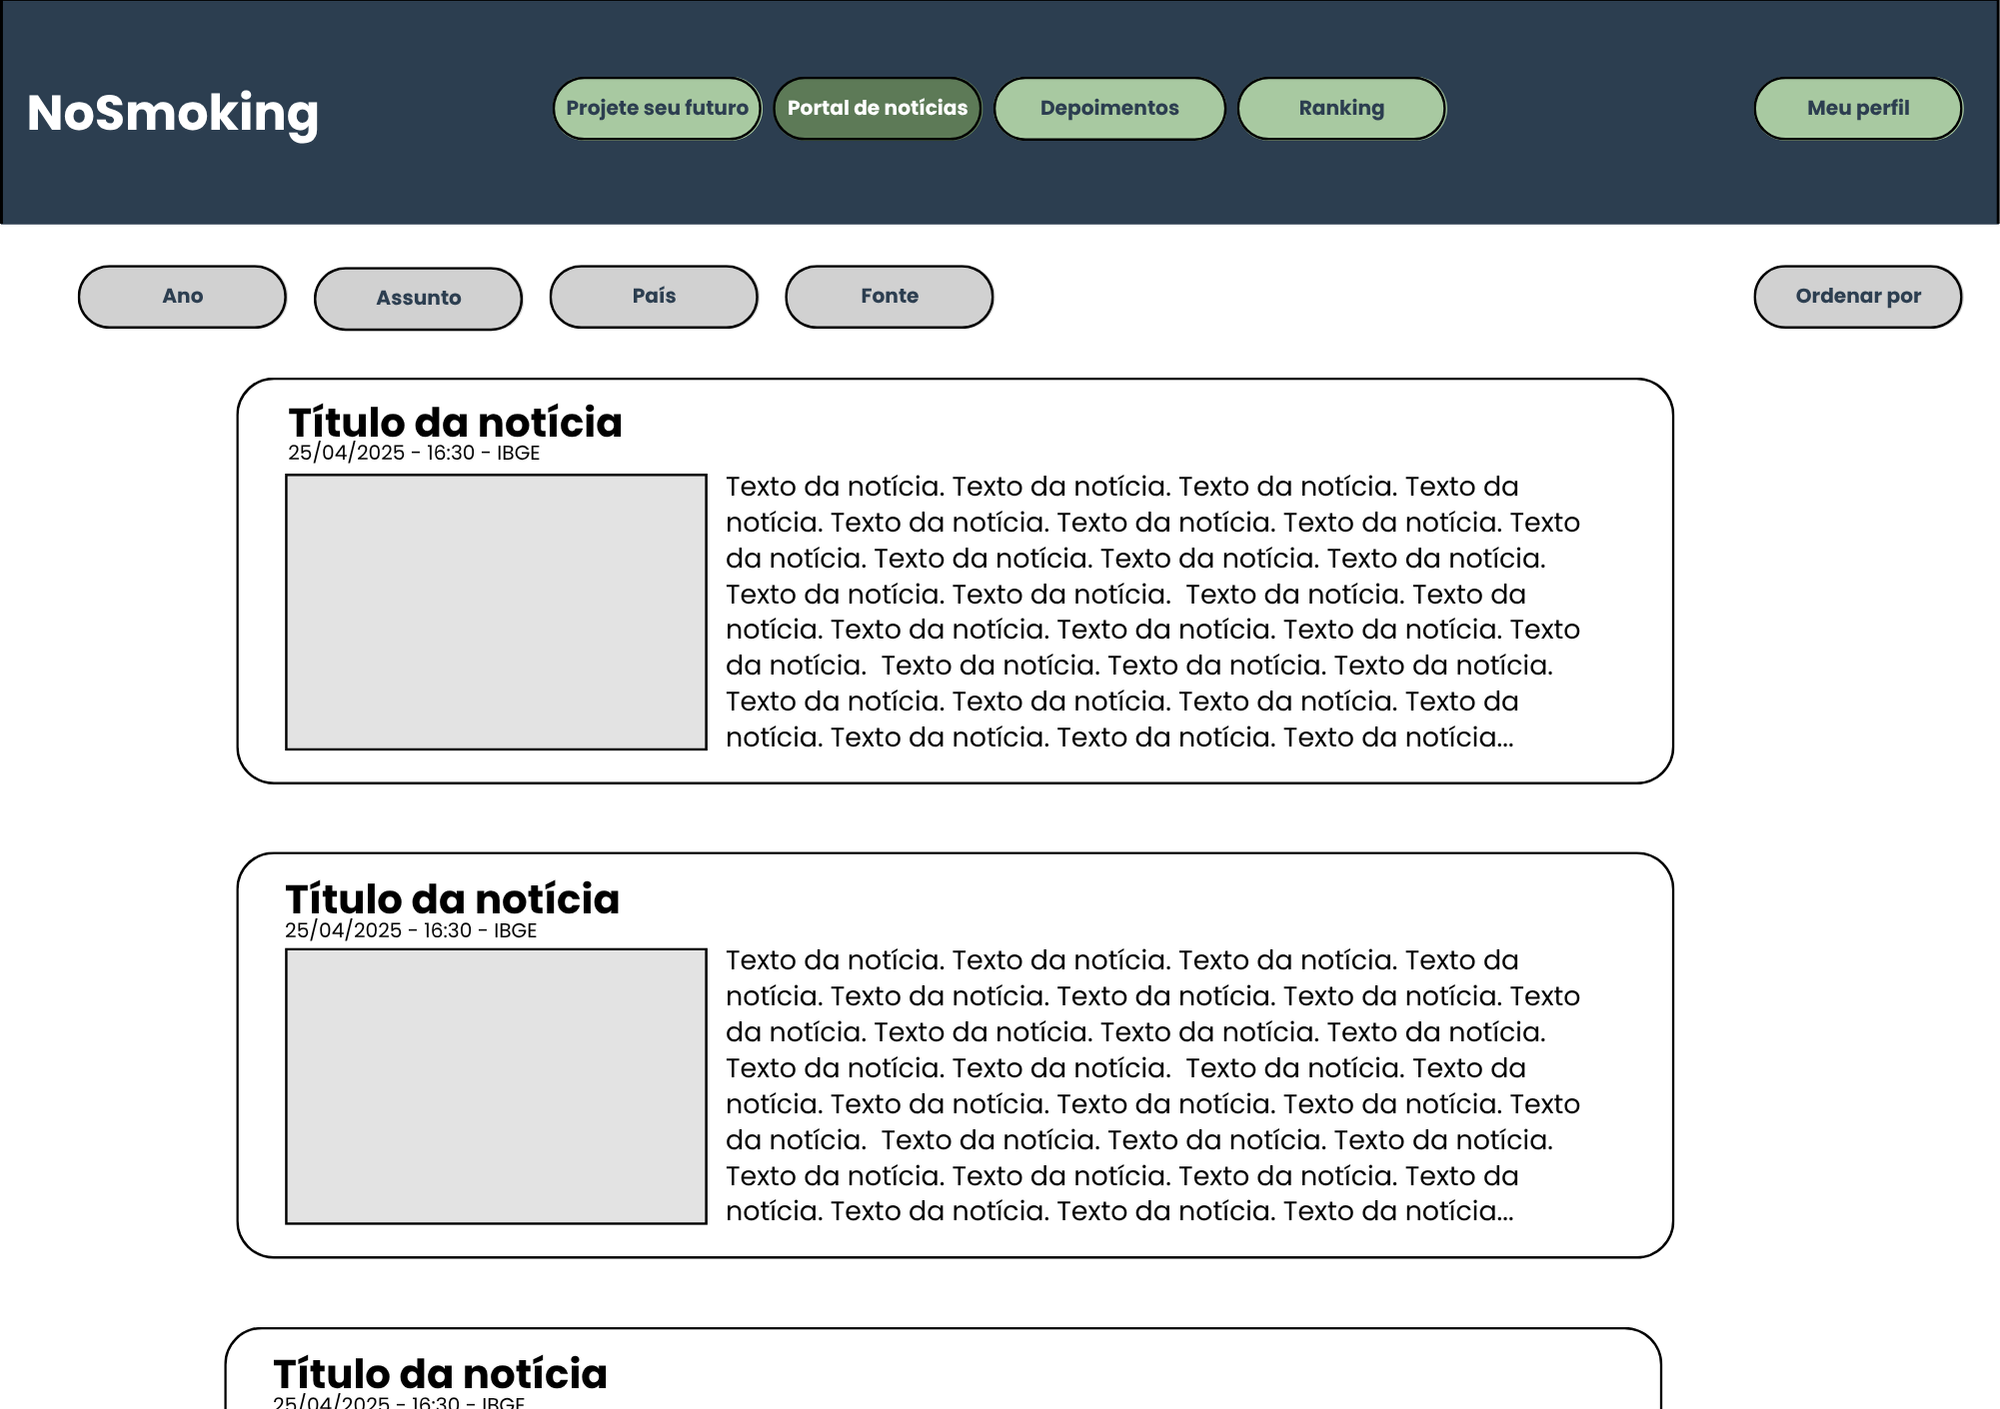 NoSmoking
Projete seu futuro
Portal de notícias
Depoimentos
Ranking
Meu perfil
Ano
Assunto
País
Fonte
Ordenar por
Título da notícia
25/04/2025 - 16:30 - IBGE
Texto da notícia. Texto da notícia. Texto da notícia. Texto da
notícia. Texto da notícia. Texto da notícia. Texto da notícia. Texto
da notícia. Texto da notícia. Texto da notícia. Texto da notícia.
Texto da notícia. Texto da notícia.  Texto da notícia. Texto da
notícia. Texto da notícia. Texto da notícia. Texto da notícia. Texto
da notícia.  Texto da notícia. Texto da notícia. Texto da notícia.
Texto da notícia. Texto da notícia. Texto da notícia. Texto da
notícia. Texto da notícia. Texto da notícia. Texto da notícia...
Título da notícia
25/04/2025 - 16:30 - IBGE
Texto da notícia. Texto da notícia. Texto da notícia. Texto da
notícia. Texto da notícia. Texto da notícia. Texto da notícia. Texto
da notícia. Texto da notícia. Texto da notícia. Texto da notícia.
Texto da notícia. Texto da notícia.  Texto da notícia. Texto da
notícia. Texto da notícia. Texto da notícia. Texto da notícia. Texto
da notícia.  Texto da notícia. Texto da notícia. Texto da notícia.
Texto da notícia. Texto da notícia. Texto da notícia. Texto da
notícia. Texto da notícia. Texto da notícia. Texto da notícia...
Título da notícia
25/04/2025 - 16:30 - IBGE